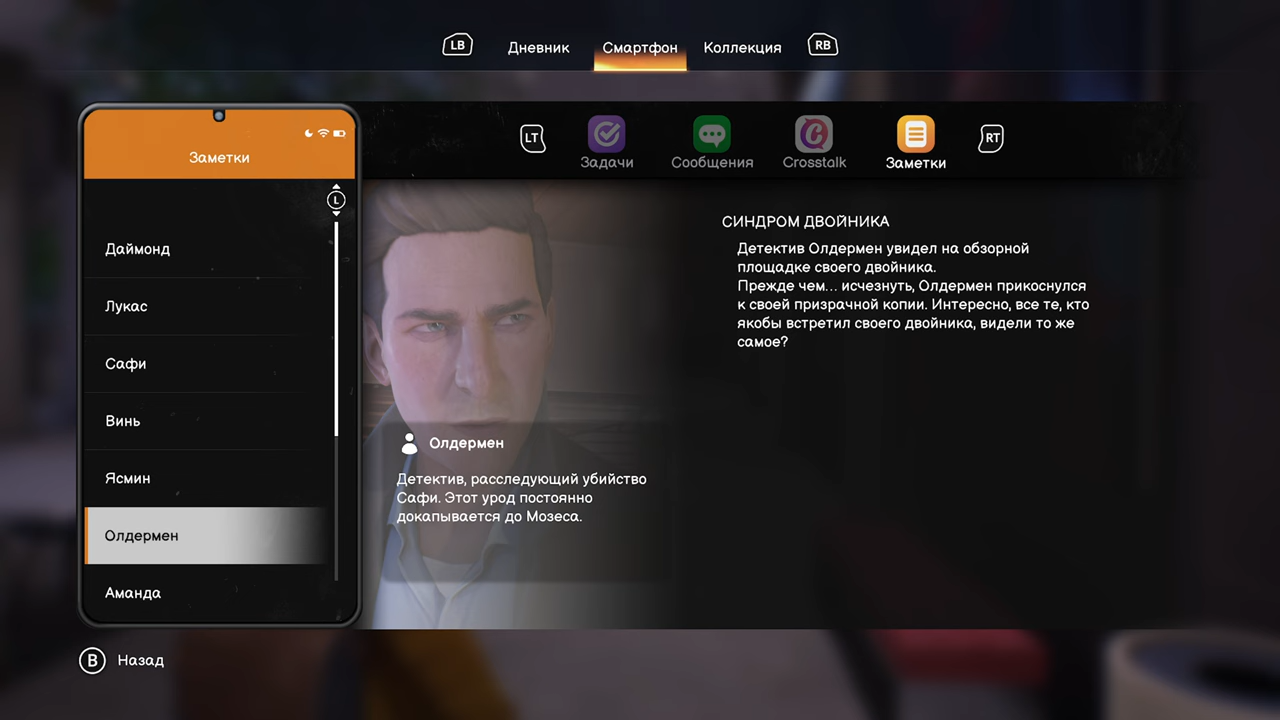 LB
Дневник
Смартфон
Коллекция
RB
Заметки
L
Даймонд
Лукас
Сафи
Винь
Ясмин
Олдермен
Аманда
LT
Задачи
Сообщения
Crosstalk
Заметки
RT
Олдермен
Детектив, расследующий убийство
Сафи. Этот урод постоянно
докапывается до Мозеса.
СИНДРОМ ДВОЙНИКА
Детектив Олдермен увидел на обзорной
площадке своего двойника.
Прежде чем... исчезнуть, Олдермен прикоснулся
к своей призрачной копии. Интересно, все те, кто
якобы встретил своего двойника, видели то же
самое?
B Назад